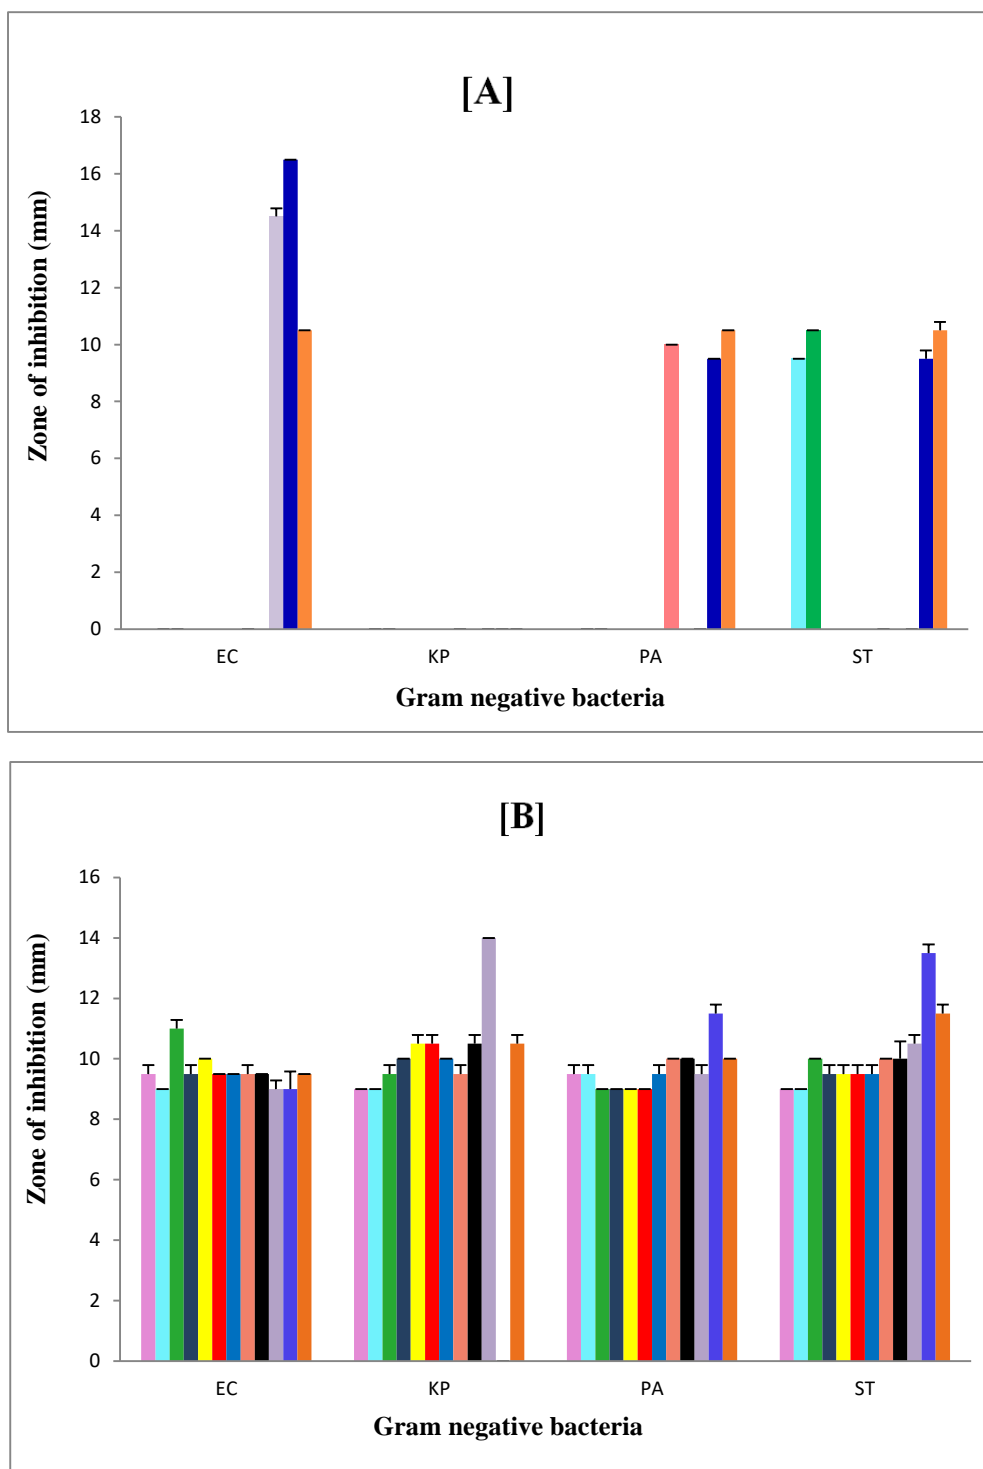 [A]
Zone of inhibition (mm)
18
16
14
12
10
8
6
4
2
0
EC KP PA ST
Gram negative bacteria
[B]
Zone of inhibition (mm)
16
14
12
10
8
6
4
2
0
EC KP PA ST
Gram negative bacteria